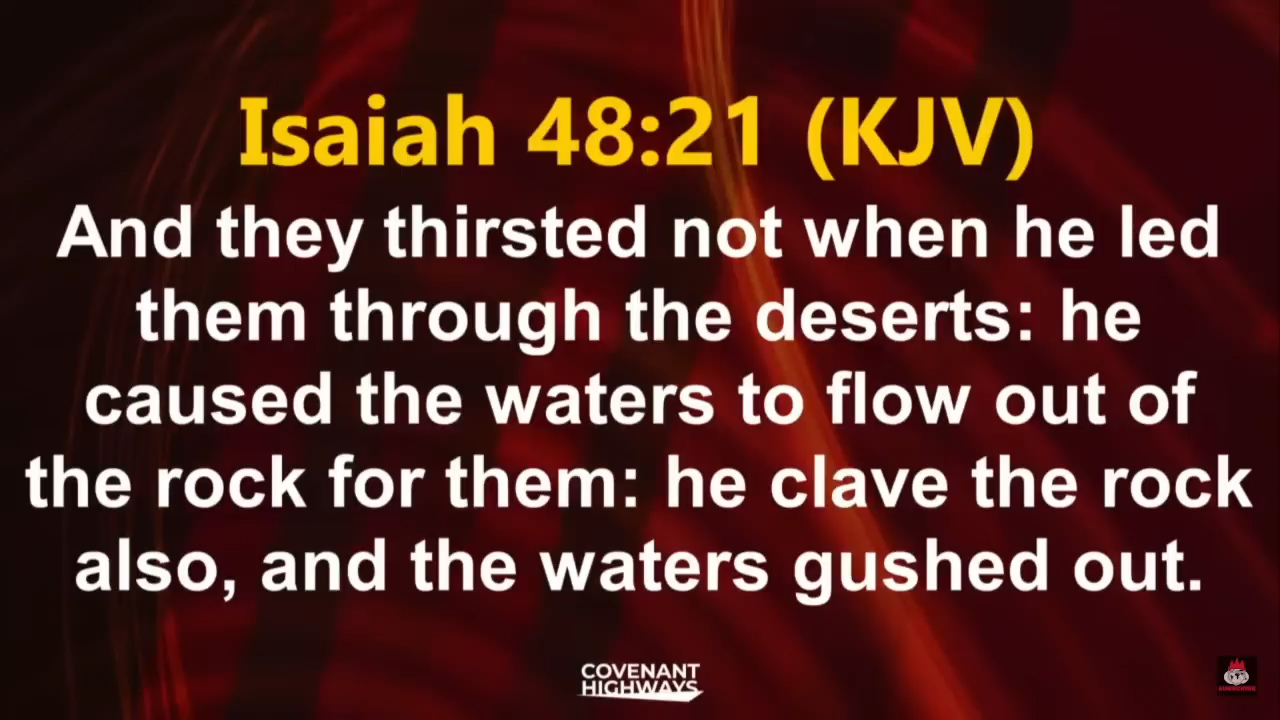 Isaiah 48:21 (KJV)
And they thirsted not when he led
them through the deserts: he
caused the waters to flow out of
the rock for them: he clave the rock
also, and the waters gushed out.
COVENANT
HIGHWAYS